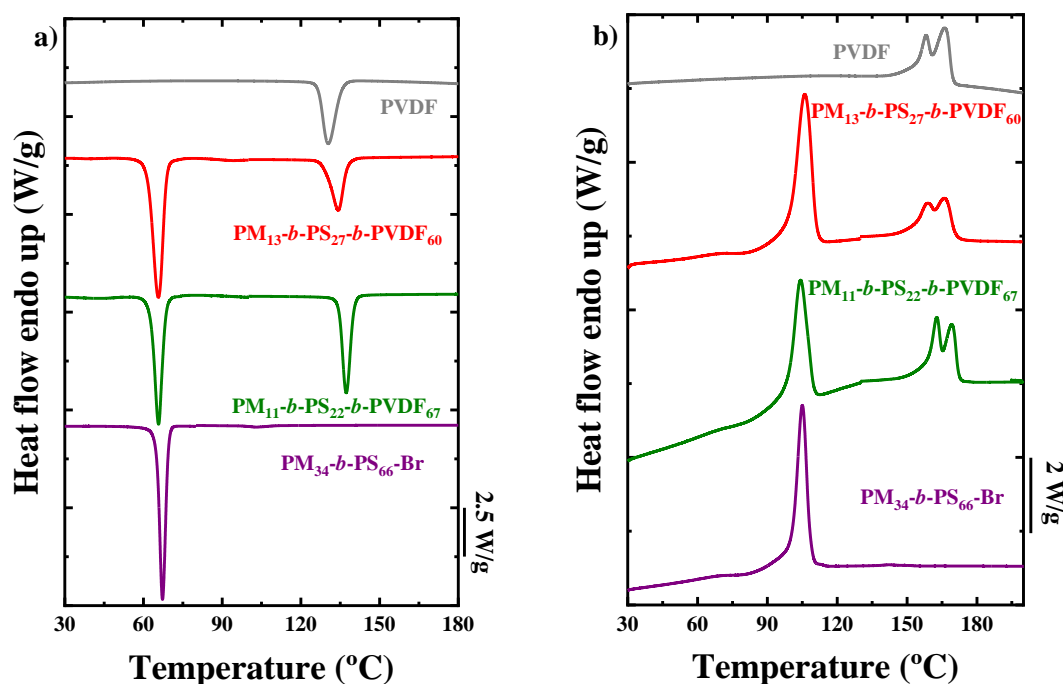 a)
PVDF
PM₁₃-b-PS₂₇-b-PVDF₆₀
PM₁₁-b-PS₂₂-b-PVDF₆₇
PM₃₄-b-PS₆₆-Br
Heat flow endo up (W/g)
2.5 W/g
30 60 90 120 150 180
Temperature (ºC)
b)
PVDF
PM₁₃-b-PS₂₇-b-PVDF₆₀
PM₁₁-b-PS₂₂-b-PVDF₆₇
PM₃₄-b-PS₆₆-Br
Heat flow endo up (W/g)
2 W/g
30 60 90 120 150 180
Temperature (ºC)